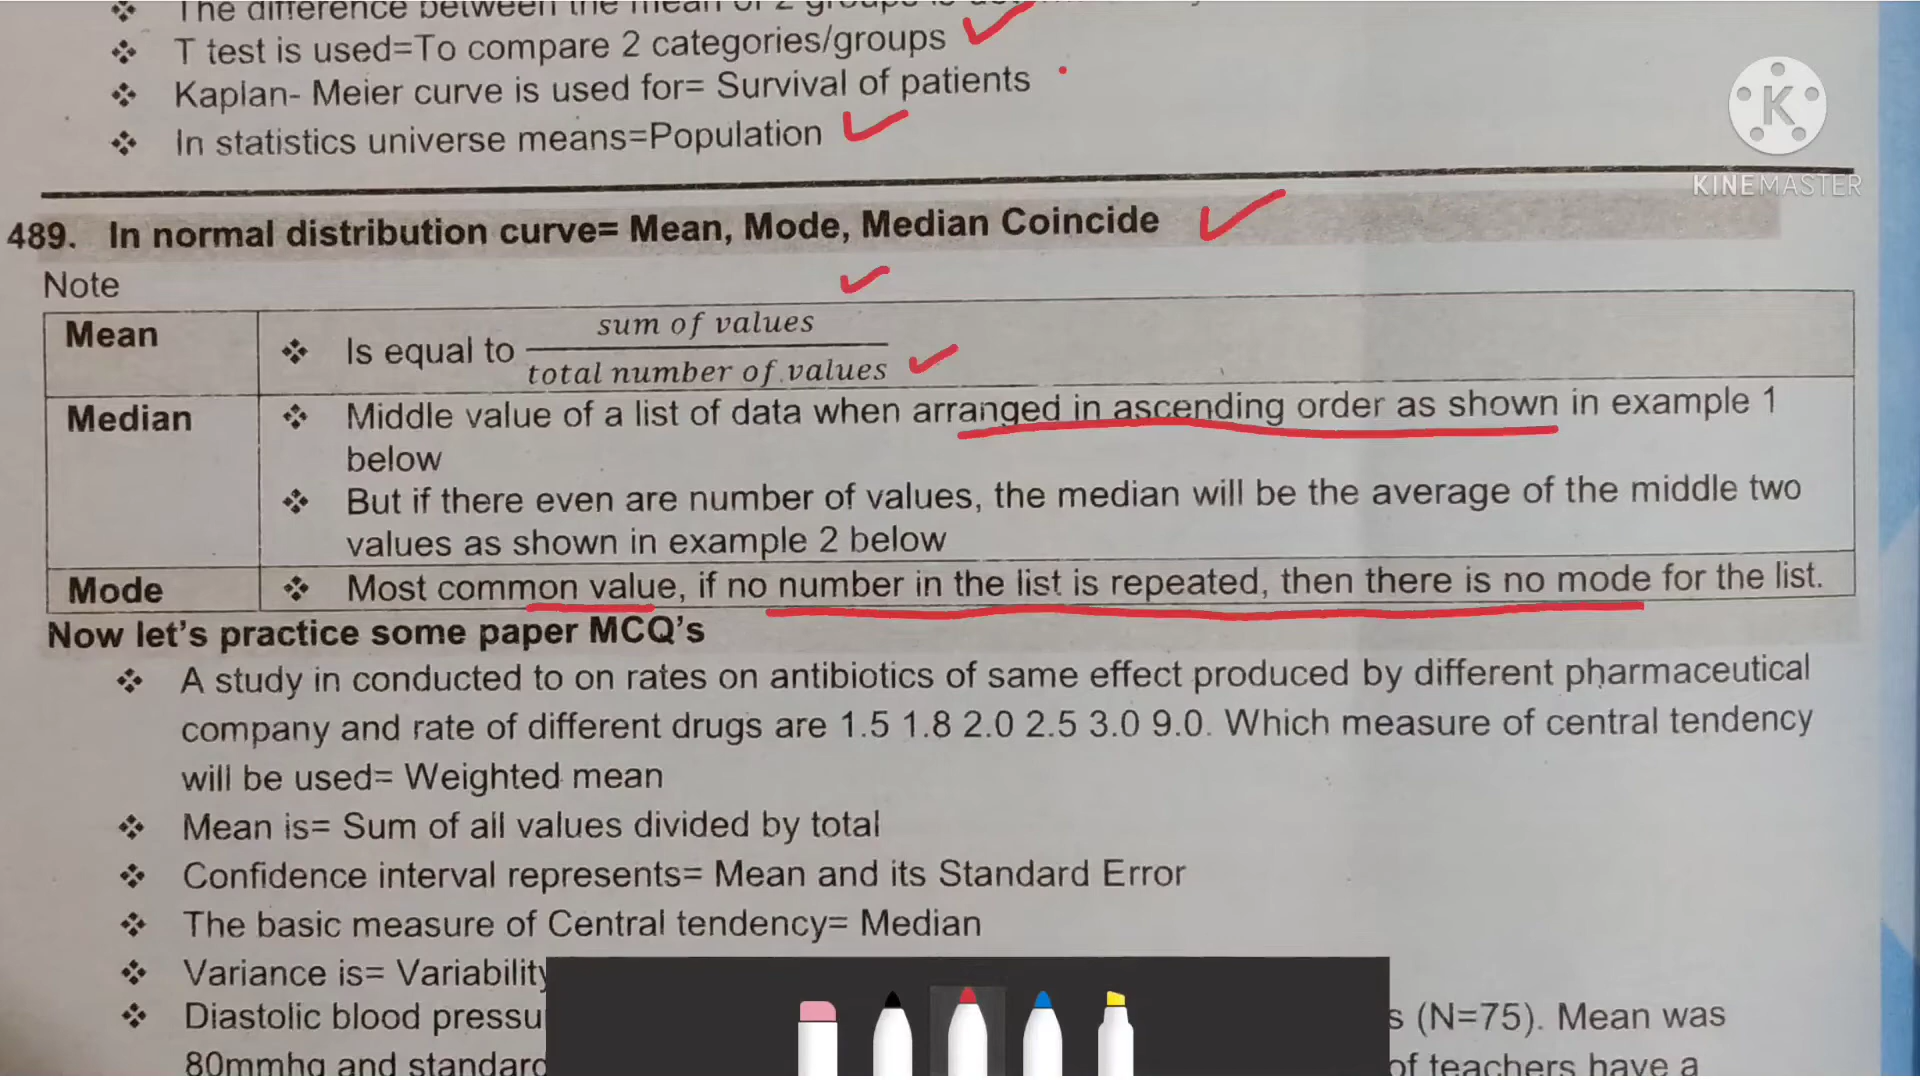 The difference between the mean of 2 groups is
T test is used=To compare 2 categories/groups
Kaplan- Meier curve is used for= Survival of patients
In statistics universe means=Population
K
KINEMASTER
489. In normal distribution curve= Mean, Mode, Median Coincide
Note
Mean
Is equal to sum of values
total number of values
Median
Middle value of a list of data when arranged in ascending order as shown in example 1
below
But if there even are number of values, the median will be the average of the middle two
values as shown in example 2 below
Mode
Most common value, if no number in the list is repeated, then there is no mode for the list.
Now let's practice some paper MCQ's
A study in conducted to on rates on antibiotics of same effect produced by different pharmaceutical
company and rate of different drugs are 1.5 1.8 2.0 2.5 3.0 9.0. Which measure of central tendency
will be used= Weighted mean
Mean is= Sum of all values divided by total
Confidence interval represents= Mean and its Standard Error
The basic measure of Central tendency= Median
Variance is= Variability
Diastolic blood pressu s (N=75). Mean was
80mmhg and standard of teachers have a